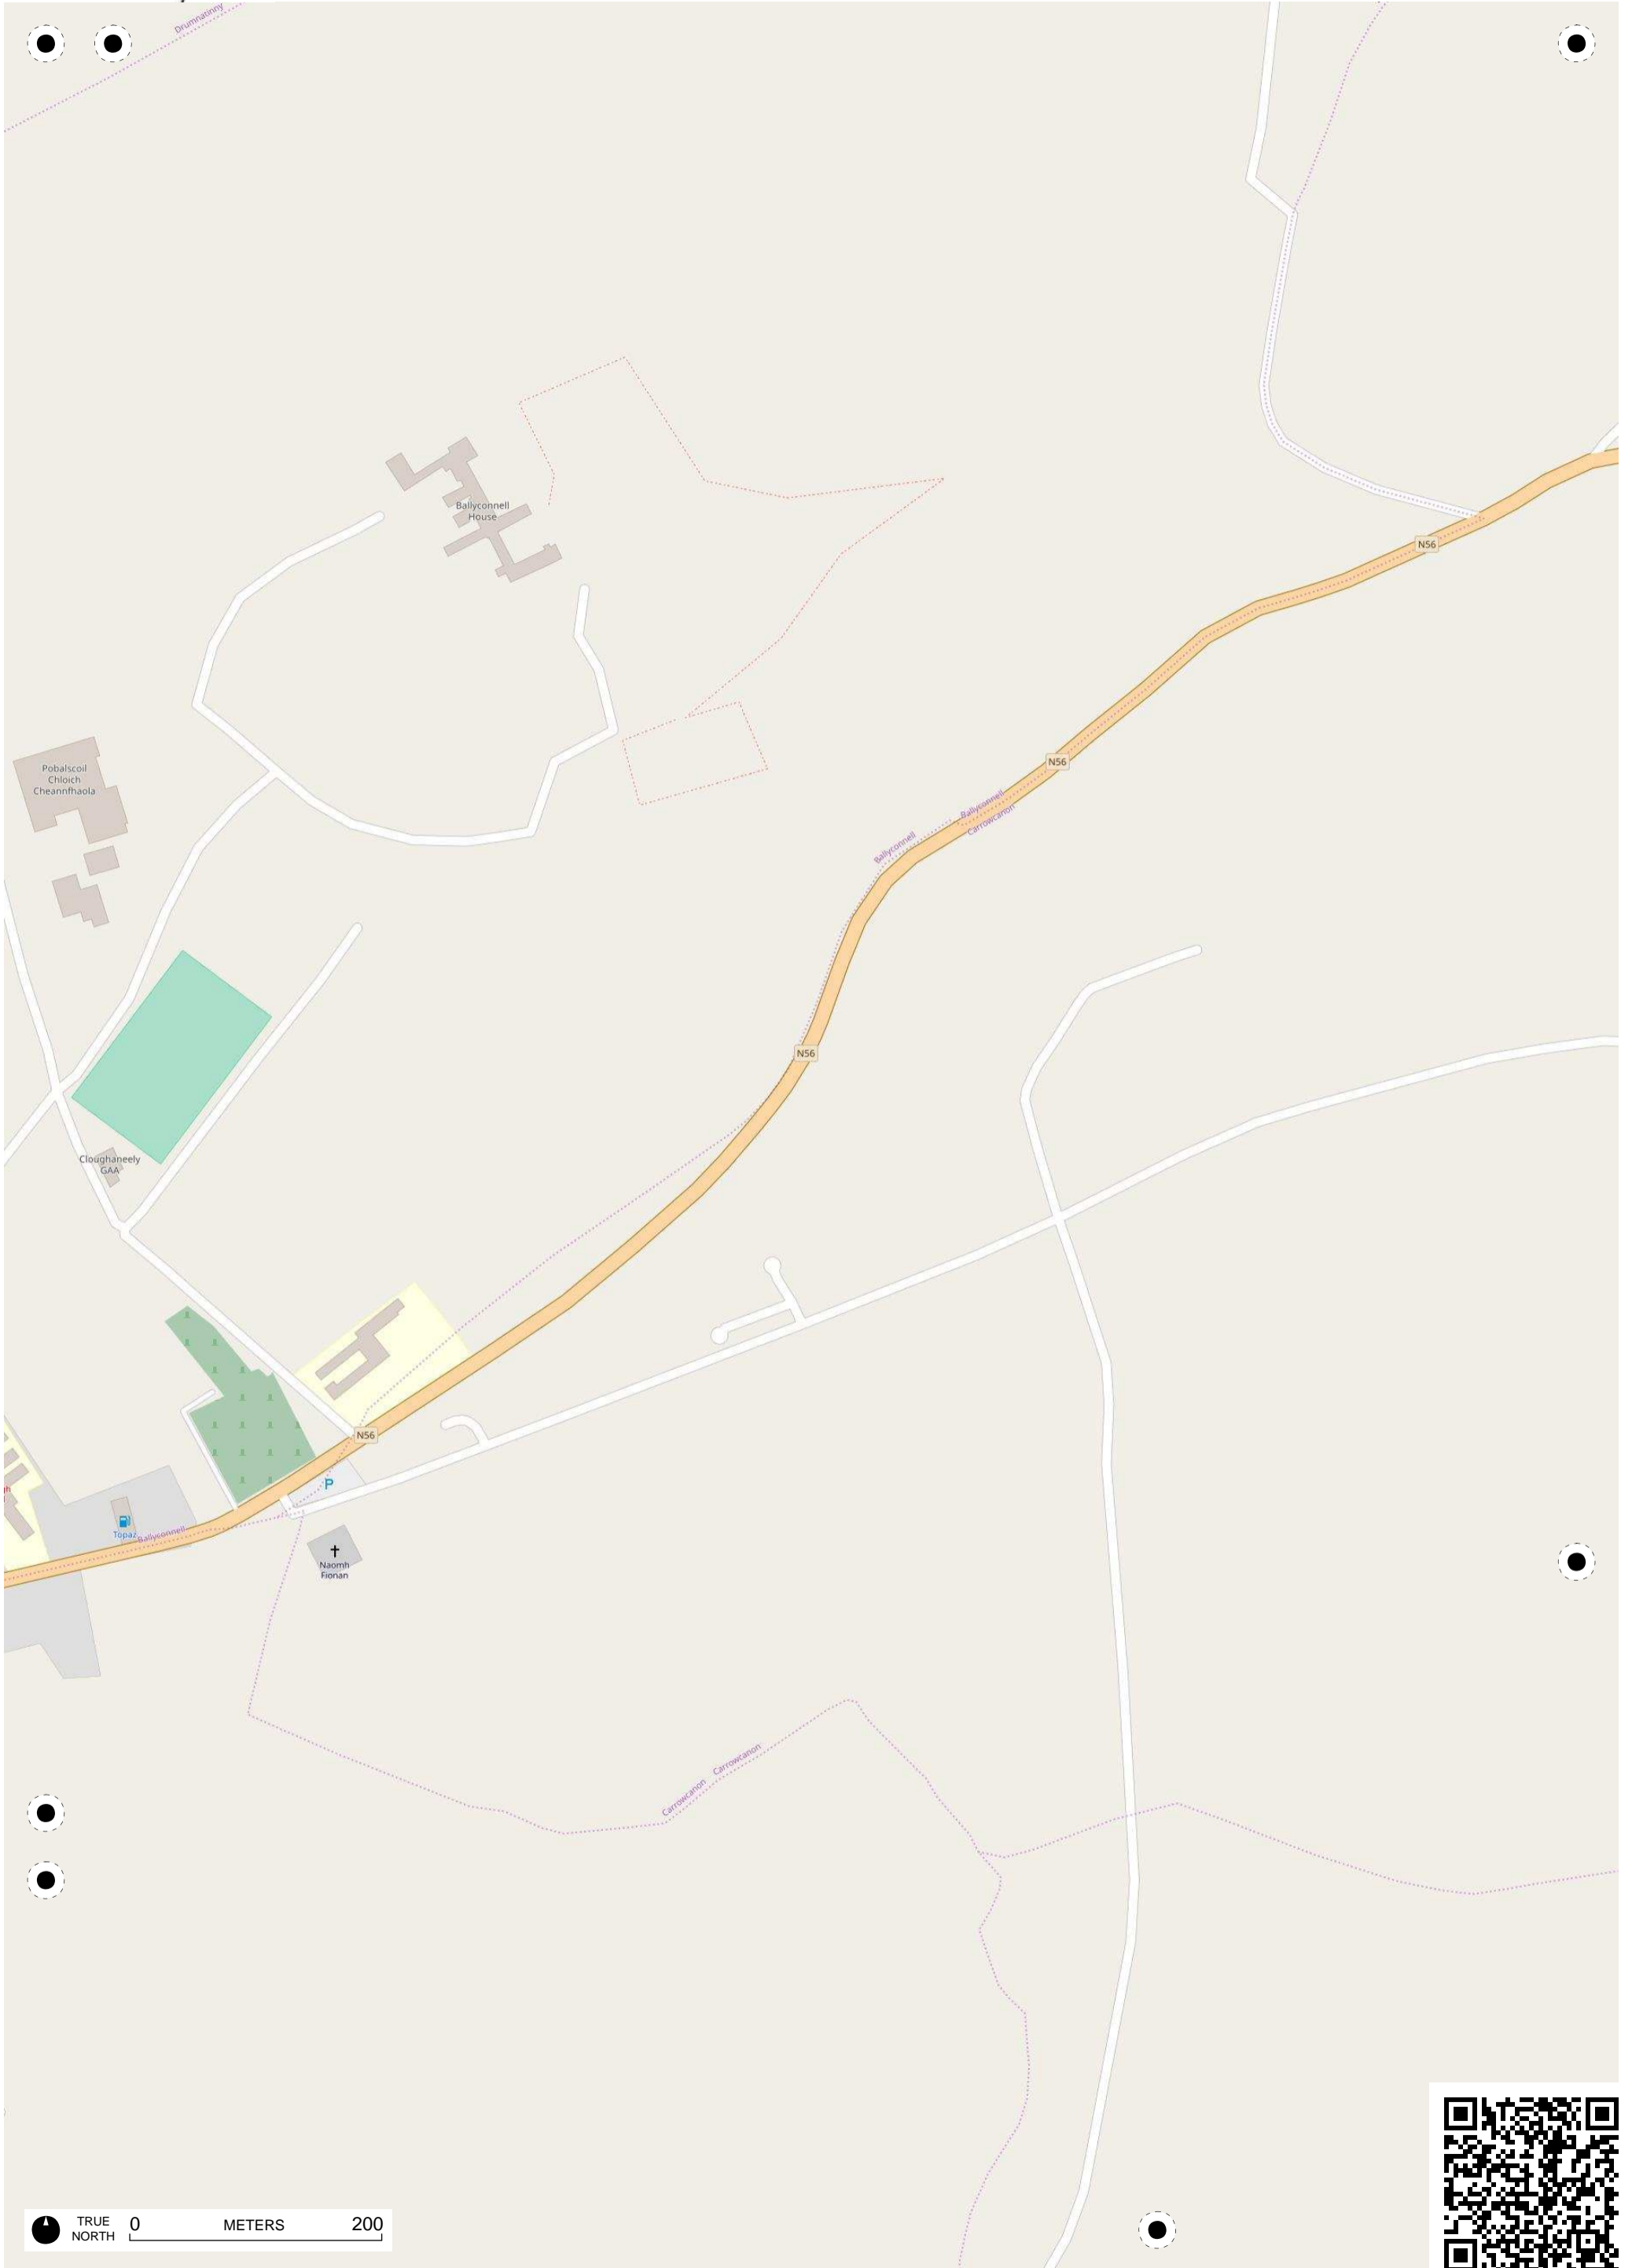 Drumnatinny
Ballyconnell
House
N56
Pobalscoil
Chloich
Cheannfhaola
N56
Ballyconnell
Carrowcanon
Ballyconnell
N56
Cloughaneely
GAA
N56
P
Topaz
Ballyconnell
Naomh
Fionan
Carrowcanon
Carrowcanon
TRUE
NORTH
0 METERS 200